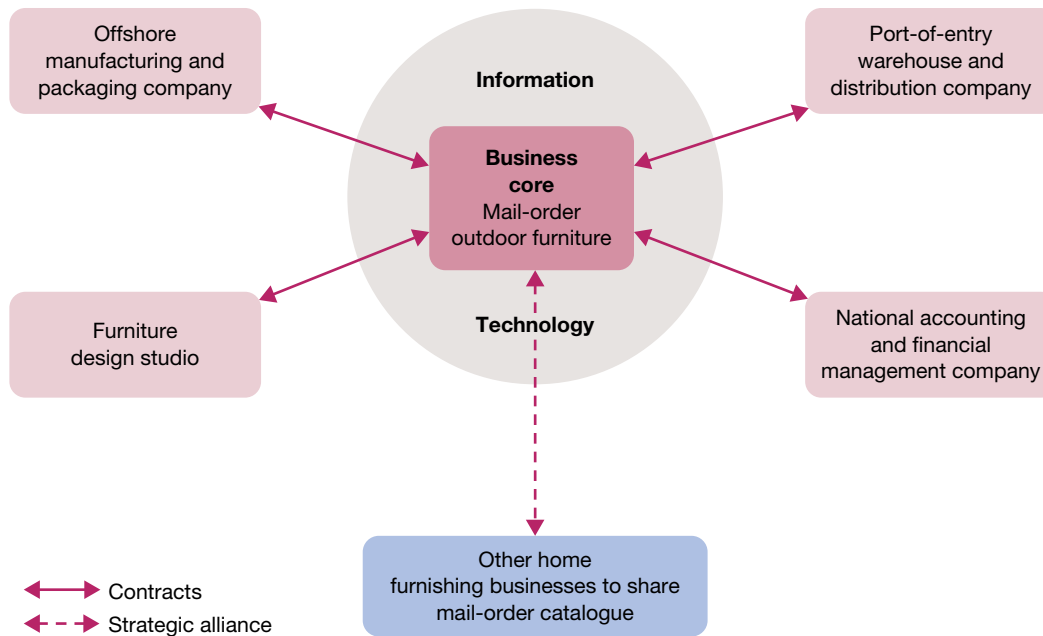 Offshore
manufacturing and
packaging company
Port-of-entry
warehouse and
distribution company
Information
Business
core
Mail-order
outdoor furniture
Technology
Furniture
design studio
National accounting
and financial
management company
Other home
furnishing businesses to share
mail-order catalogue
Contracts
Strategic alliance